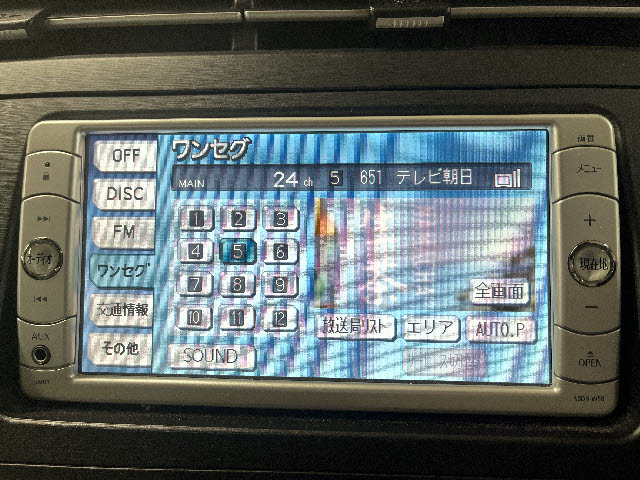 画質
メニュー
＋
現在地
－
OPEN
オーディオ
AUX
OFF
DISC
FM
ワンセグ
交通情報
その他
ワンセグ
MAIN 24ch 5 651 テレビ朝日
1 2 3
4 5 6
7 8 9
10 11 12
SOUND
全画面
放送局リスト エリア AUTO.P